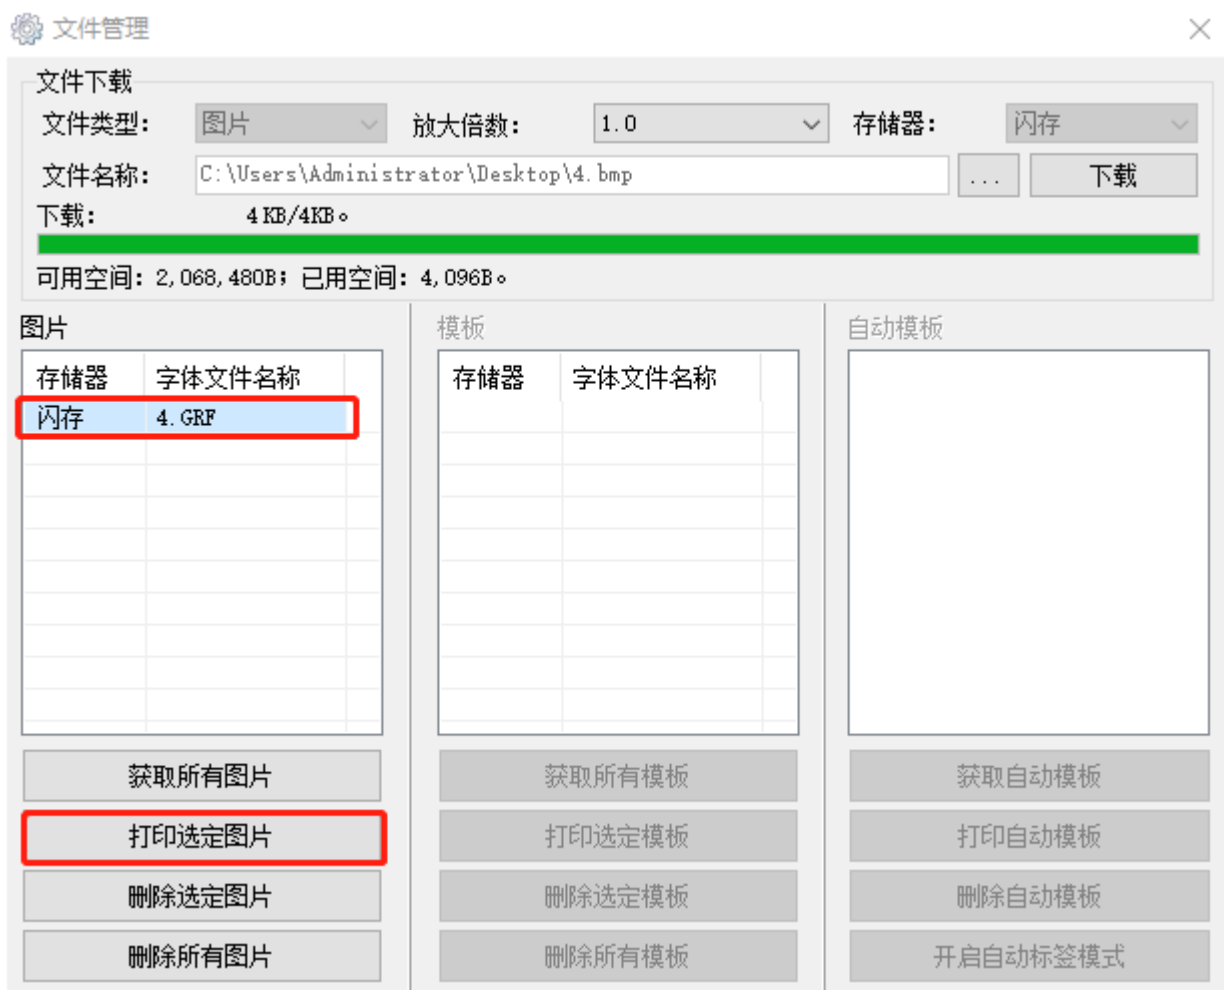 文件管理
文件下载
文件类型: 图片 放大倍数: 1.0 存储器: 闪存
文件名称: C:\Users\Administrator\Desktop\4.bmp ... 下载
下载: 4KB/4KB。
可用空间: 2,068,480B; 已用空间: 4,096B。
图片 模板 自动模板
存储器 字体文件名称 存储器 字体文件名称
闪存 4.GRF
获取所有图片 获取所有模板 获取自动模板
打印选定图片 打印选定模板 打印自动模板
删除选定图片 删除选定模板 删除自动模板
删除所有图片 删除所有模板 开启自动标签模式